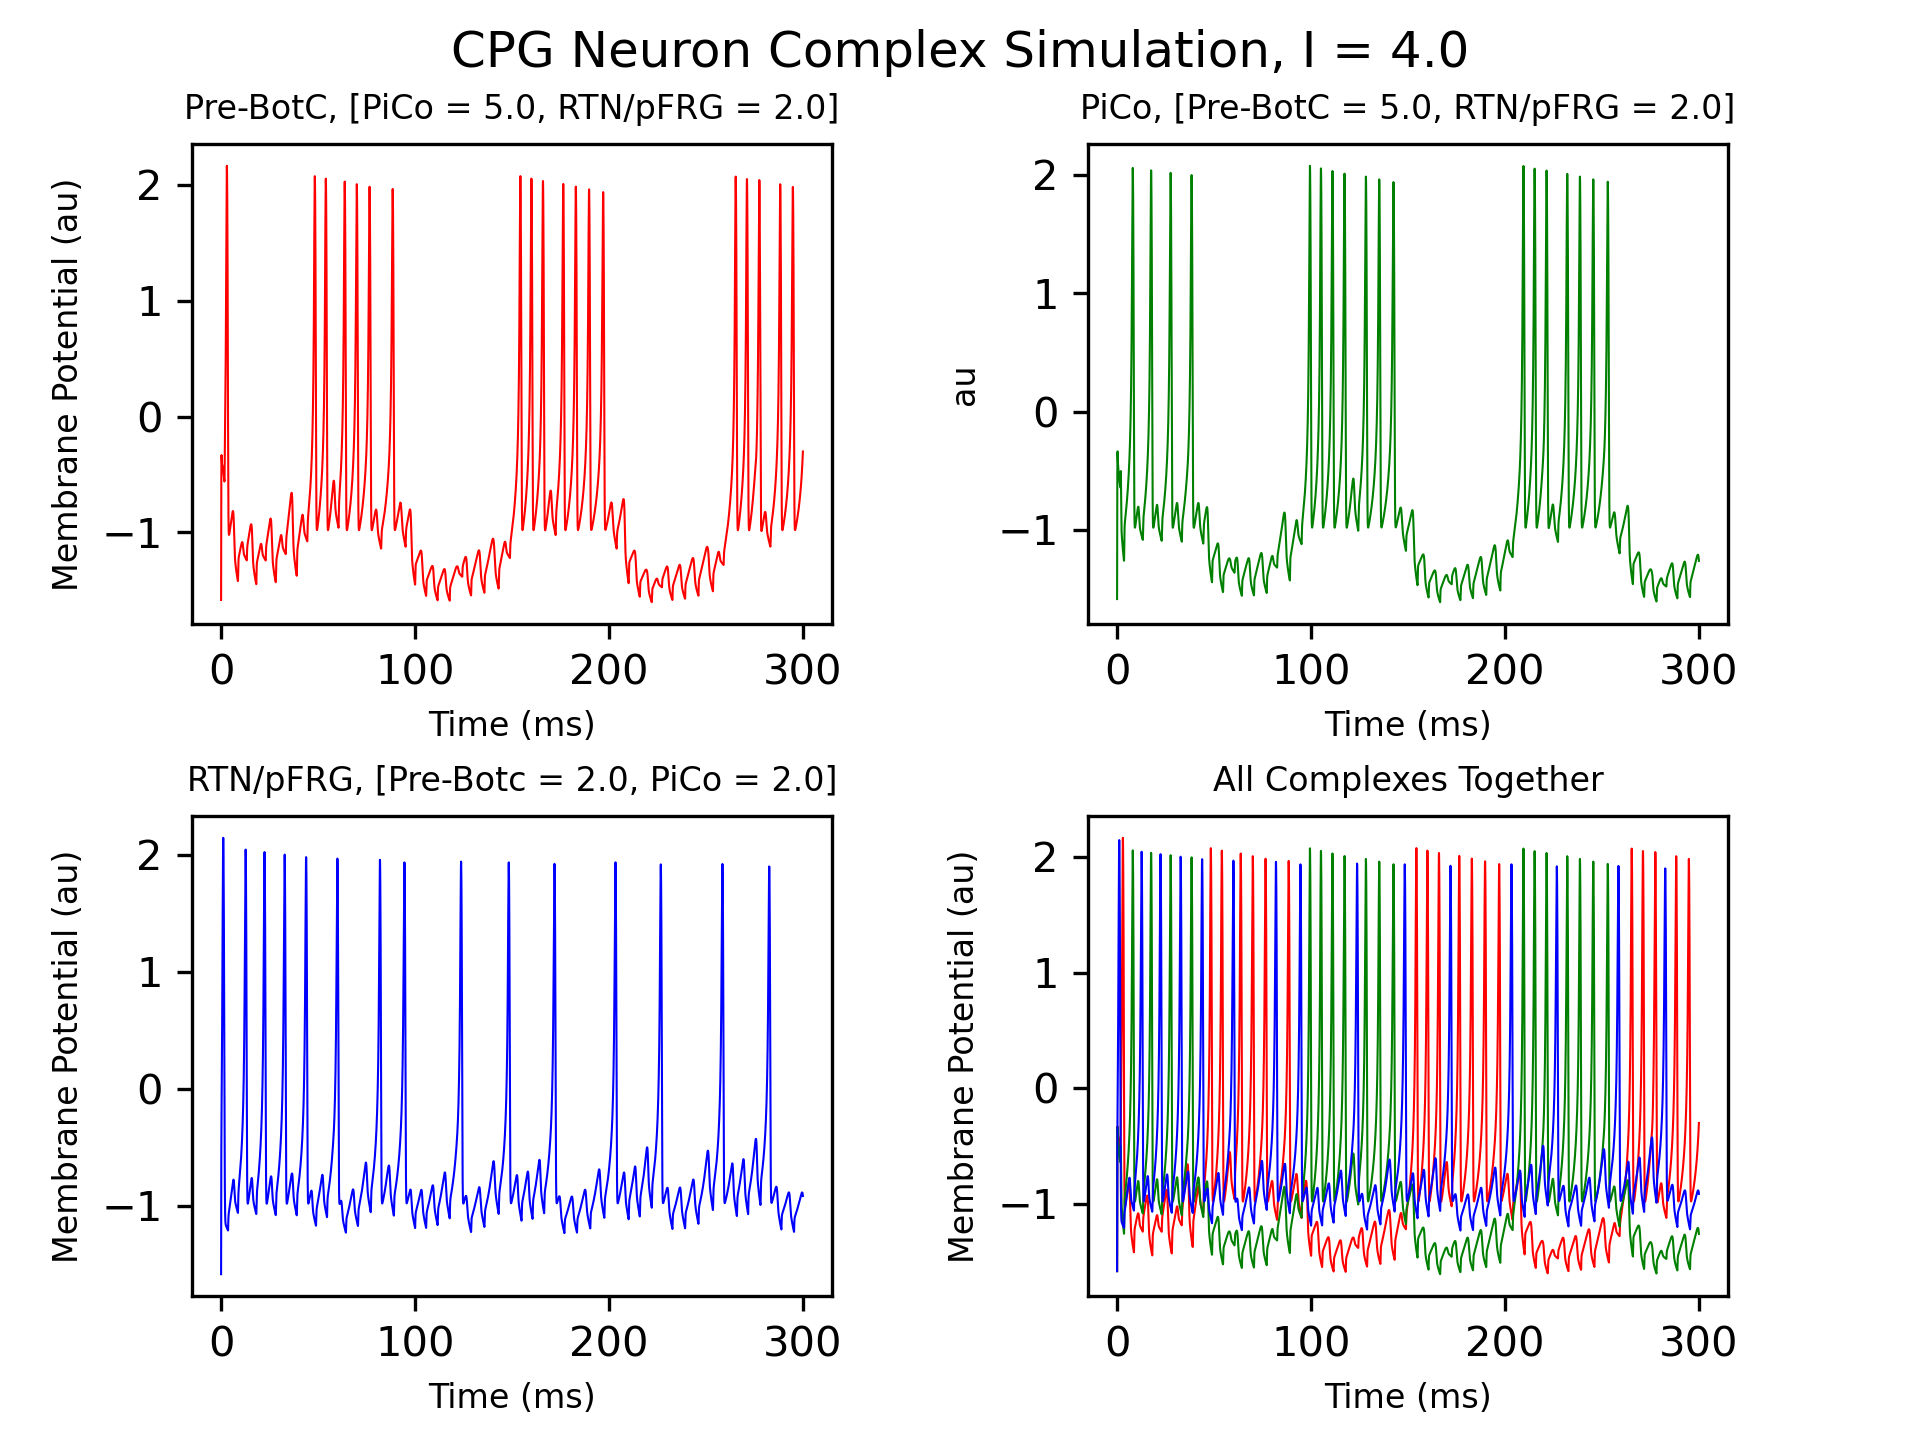 CPG Neuron Complex Simulation, I = 4.0
Pre-BotC, [PiCo = 5.0, RTN/pFRG = 2.0]
Membrane Potential (au)
2
1
0
−1
0 100 200 300
Time (ms)
PiCo, [Pre-BotC = 5.0, RTN/pFRG = 2.0]
au
2
1
0
−1
0 100 200 300
Time (ms)
RTN/pFRG, [Pre-Botc = 2.0, PiCo = 2.0]
Membrane Potential (au)
2
1
0
−1
0 100 200 300
Time (ms)
All Complexes Together
Membrane Potential (au)
2
1
0
−1
0 100 200 300
Time (ms)